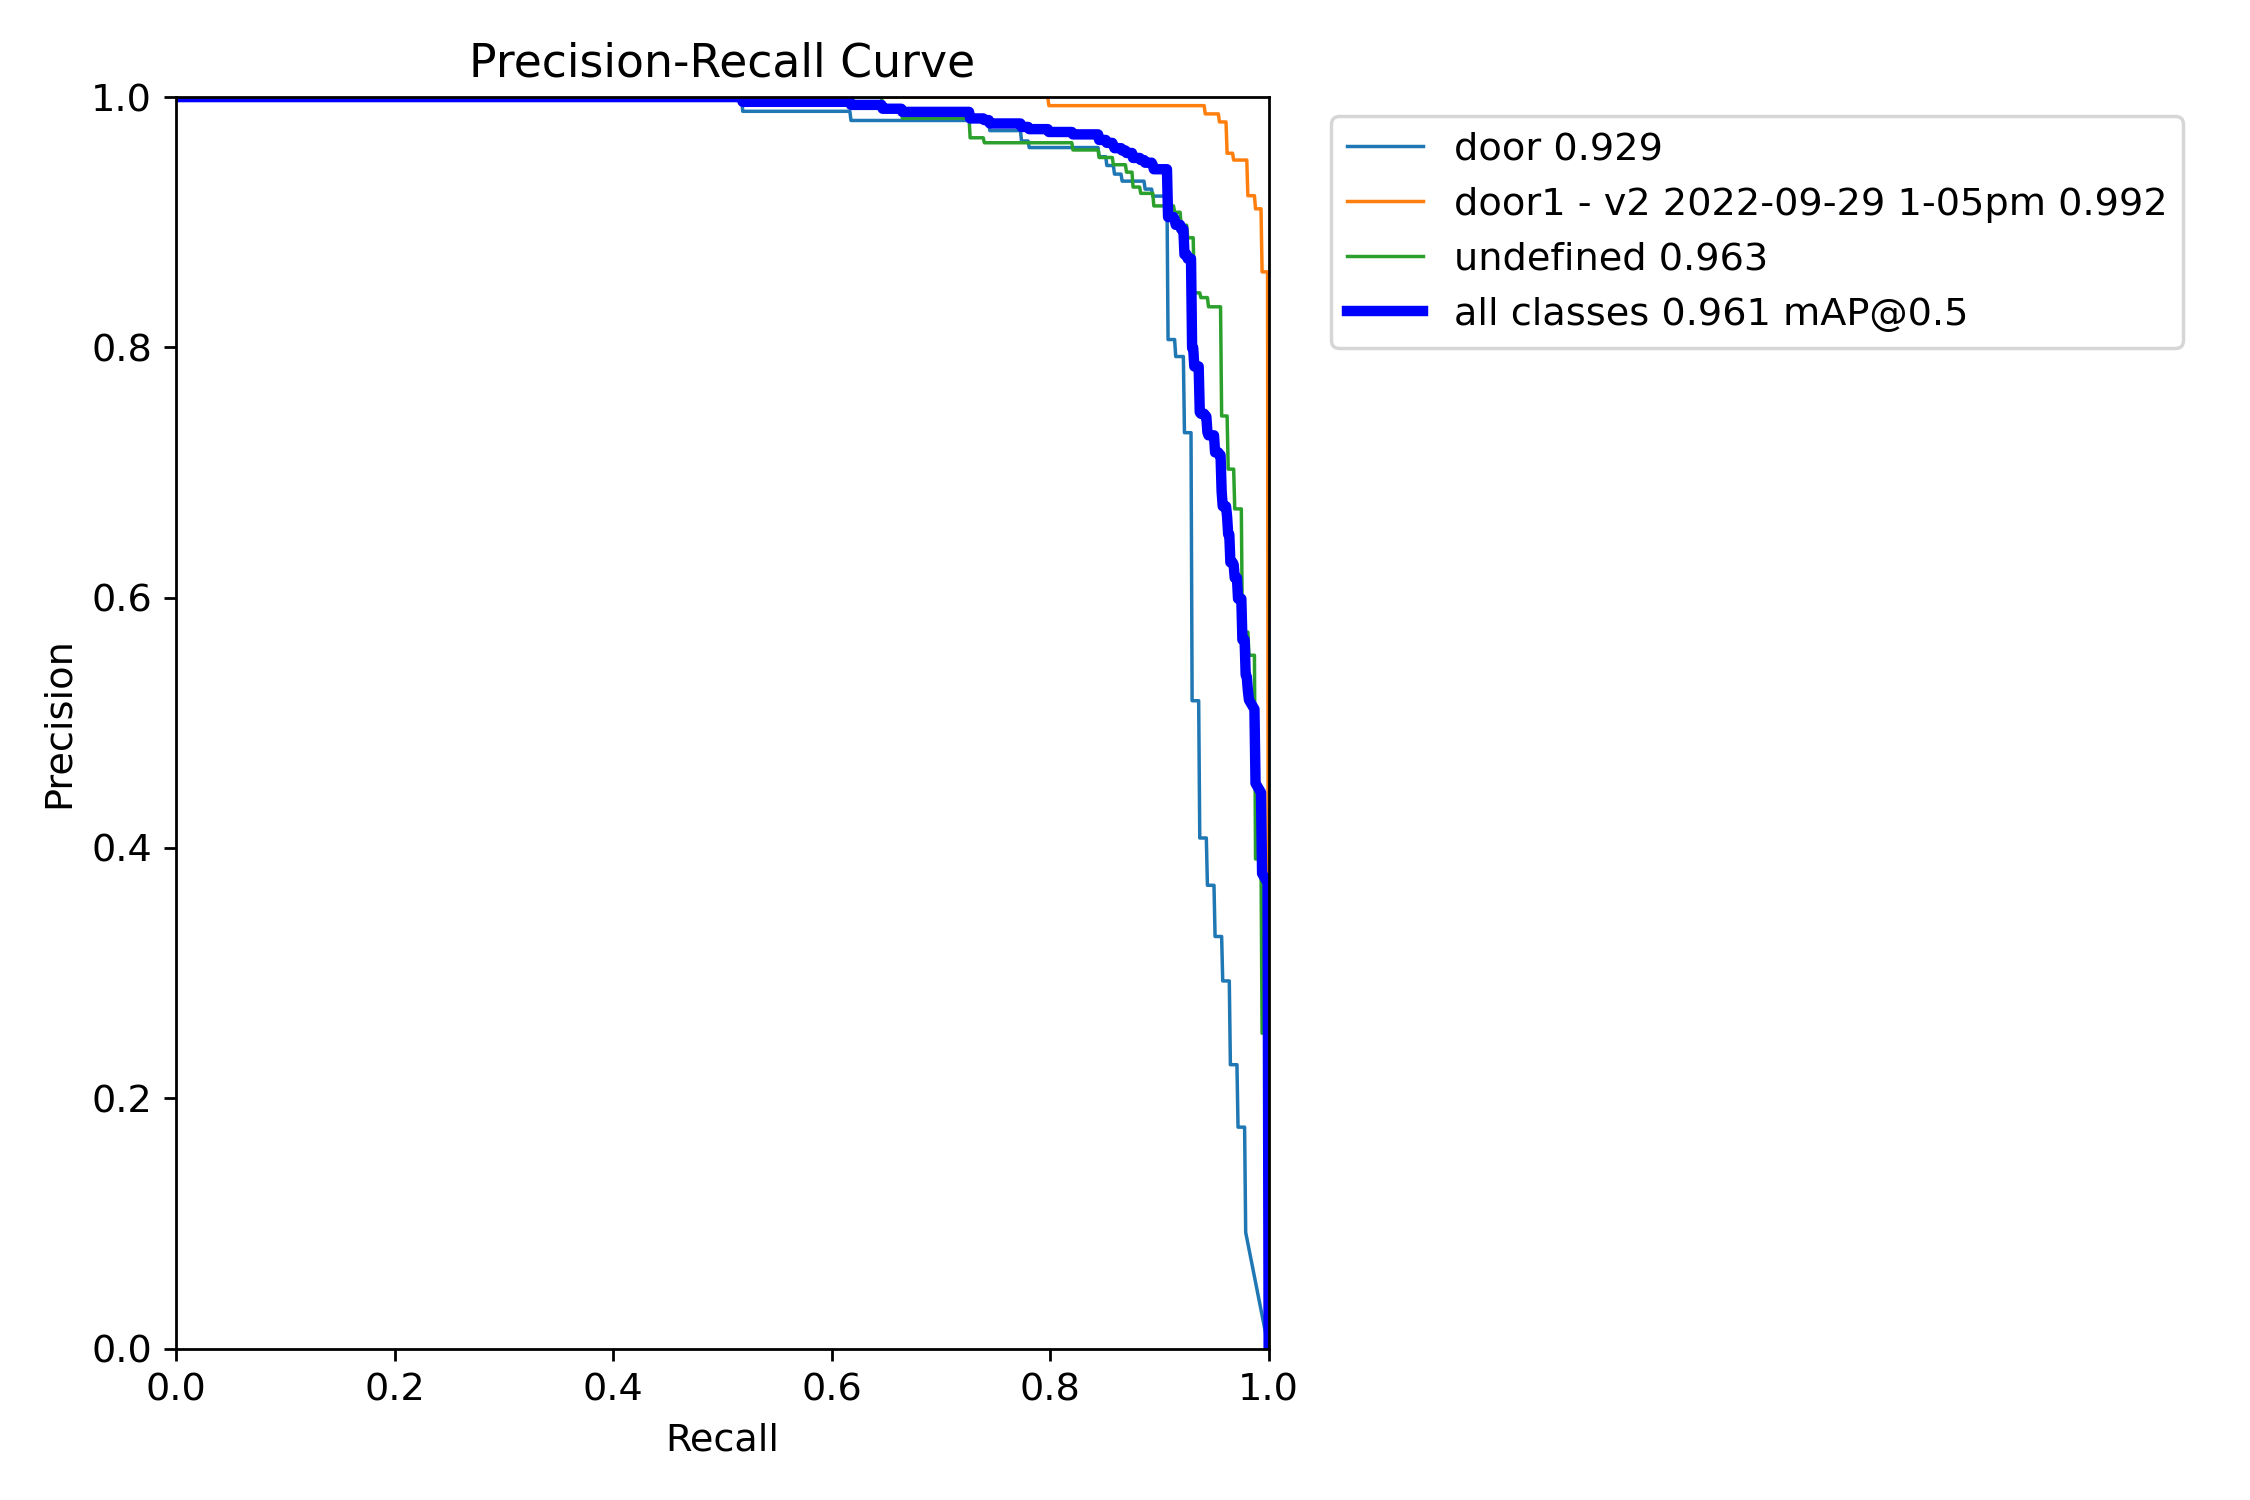 Precision-Recall Curve
1.0
0.8
0.6
0.4
0.2
0.0
Precision
0.0 0.2 0.4 0.6 0.8 1.0
Recall
door 0.929
door1 - v2 2022-09-29 1-05pm 0.992
undefined 0.963
all classes 0.961 mAP@0.5